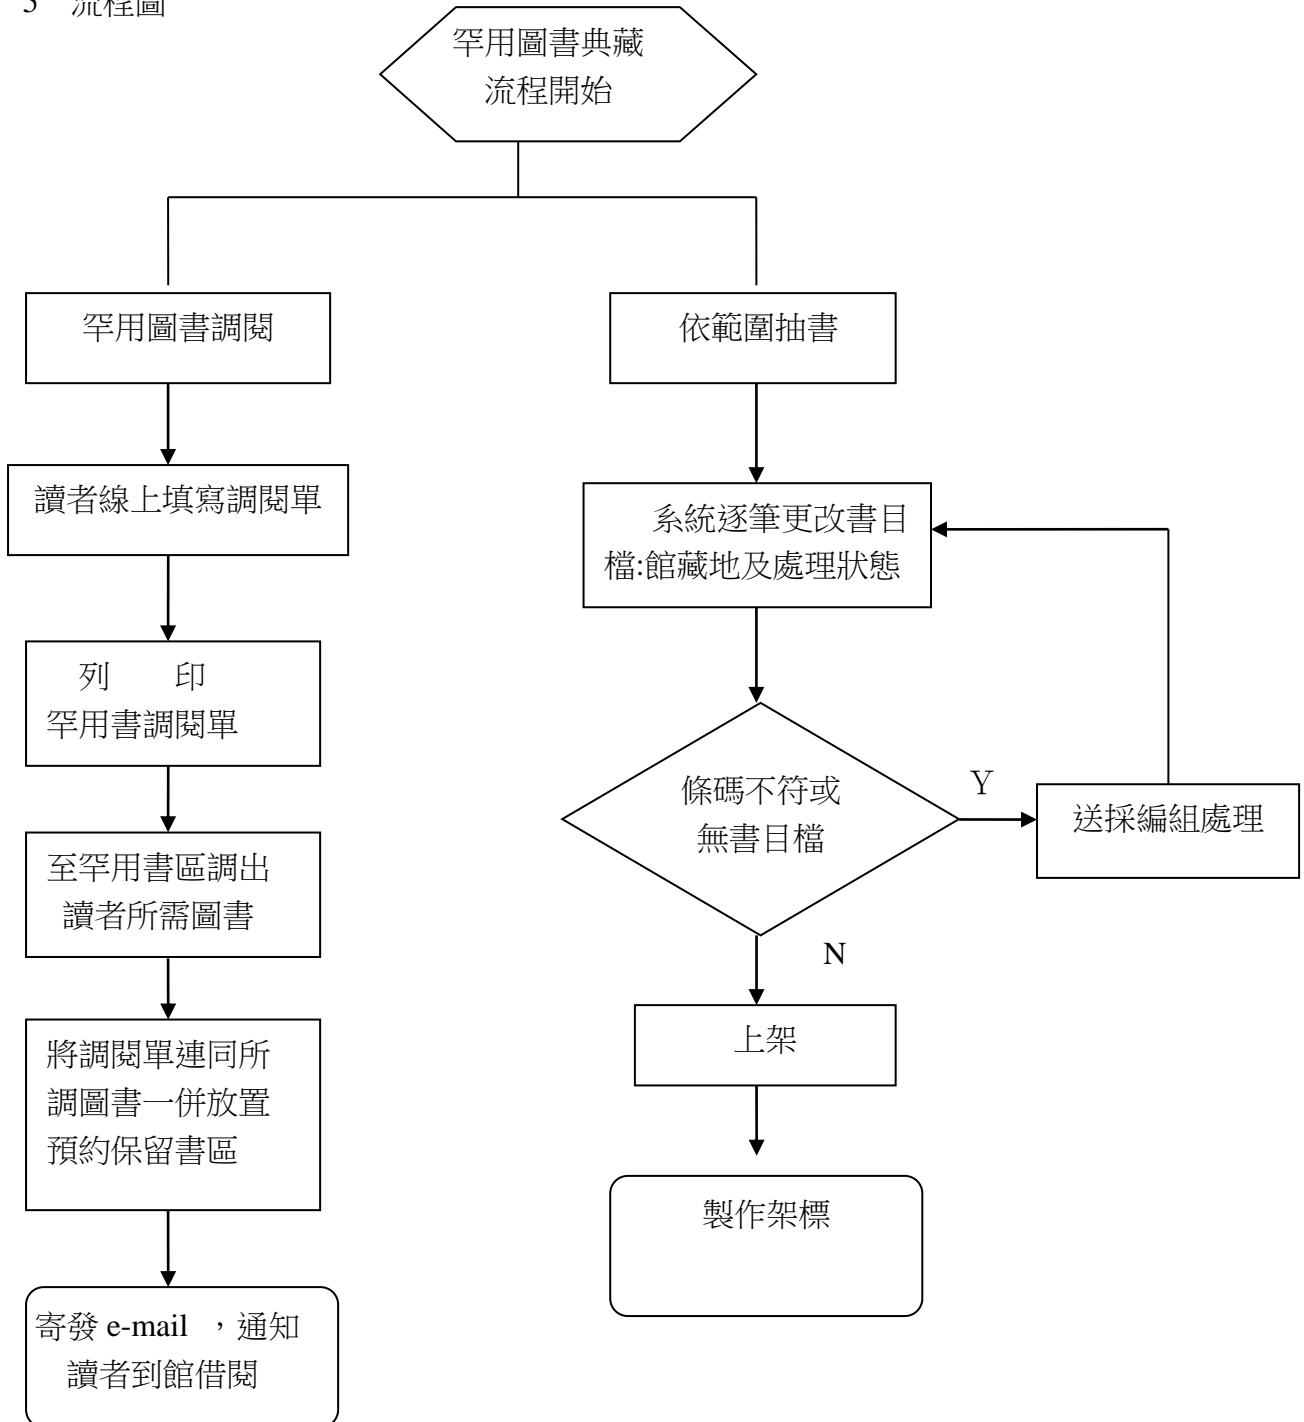 5 流程圖
罕用圖書典藏
流程開始
罕用圖書調閱
讀者線上填寫調閱單
列 印
罕用書調閱單
至罕用書區調出
讀者所需圖書
將調閱單連同所
調圖書一併放置
預約保留書區
寄發 e-mail ，通知
讀者到館借閱
依範圍抽書
系統逐筆更改書目
檔:館藏地及處理狀態
條碼不符或
無書目檔
Y
送採編組處理
N
上架
製作架標